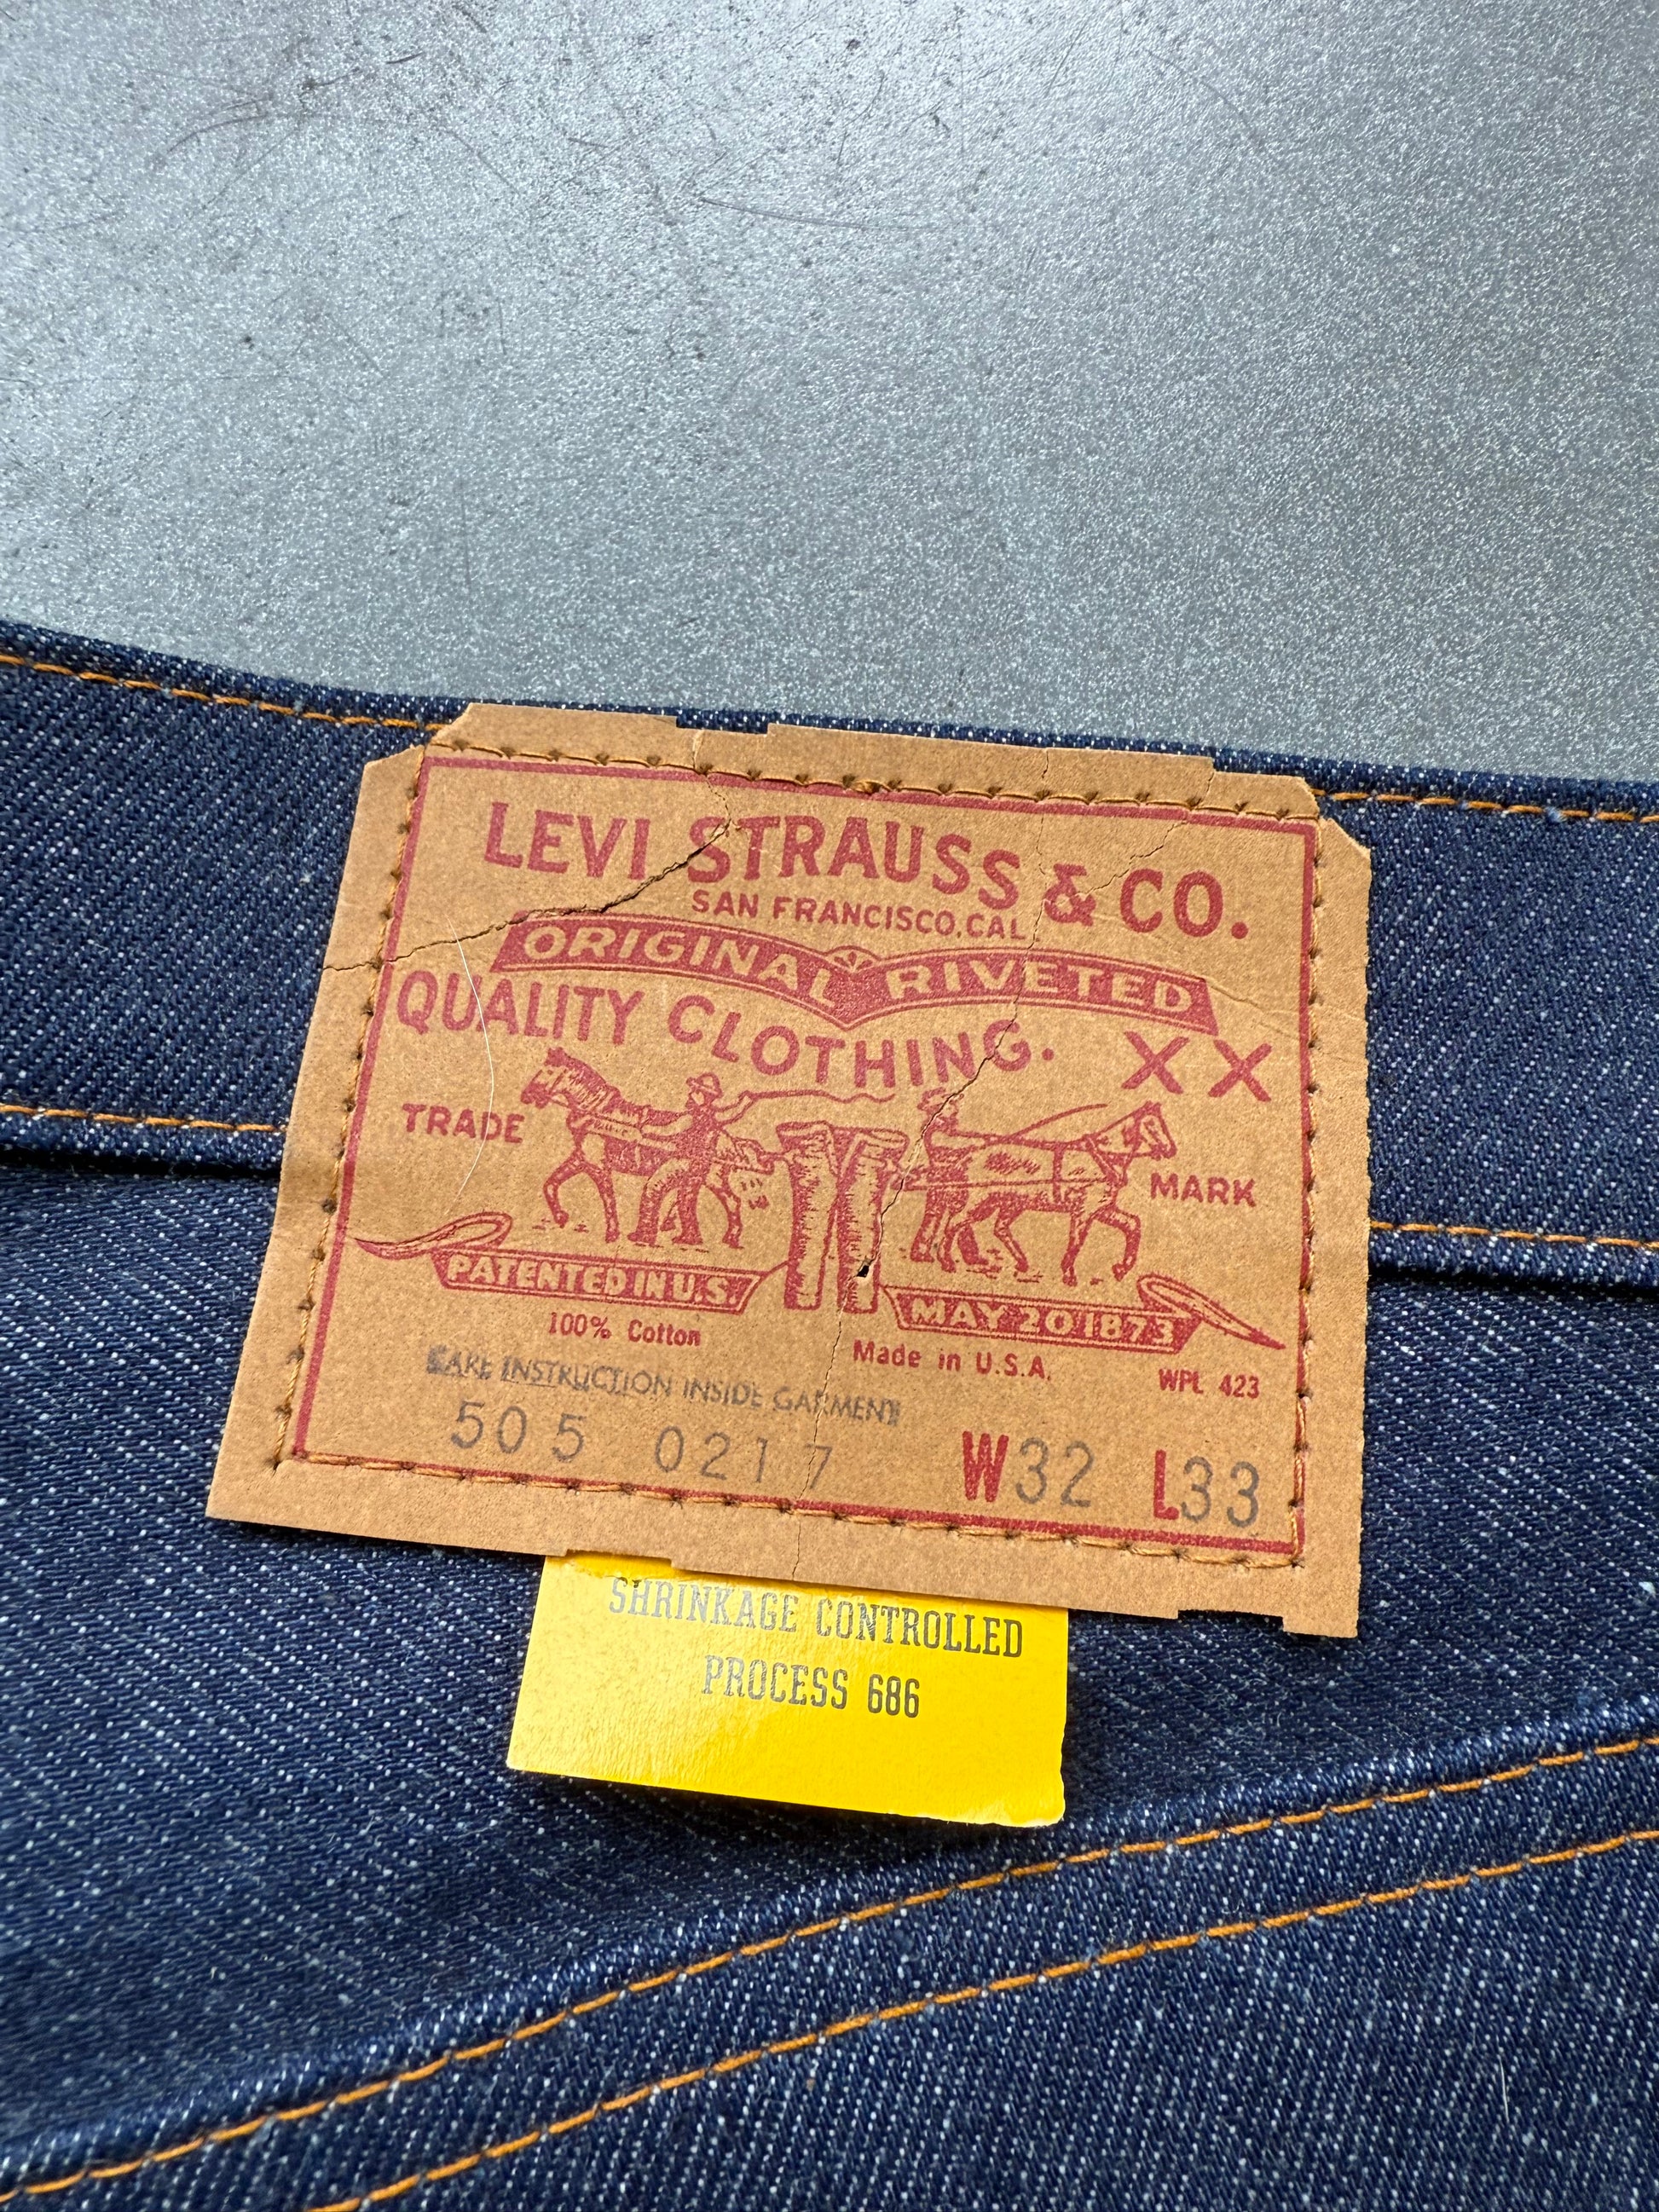 LEVI STRAUSS & CO.
SAN FRANCISCO, CAL.
ORIGINAL RIVETED
QUALITY CLOTHING. XX
TRADE MARK
PATENTED IN U.S. MAY 20 1873
100% Cotton Made in U.S.A. WPL 423
CARE INSTRUCTION INSIDE GARMENT
505 0217 W32 L33
SHRINKAGE CONTROLLED
PROCESS 686